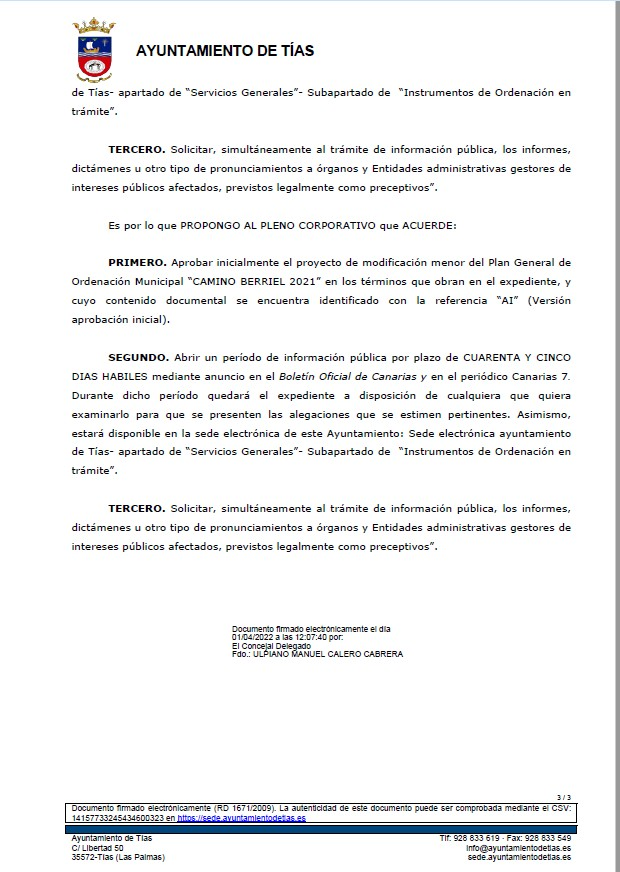 AYUNTAMIENTO DE TÍAS
de Tías- apartado de “Servicios Generales”- Subapartado de “Instrumentos de Ordenación en
trámite”.
TERCERO. Solicitar, simultáneamente al trámite de información pública, los informes,
dictámenes u otro tipo de pronunciamientos a órganos y Entidades administrativas gestores de
intereses públicos afectados, previstos legalmente como preceptivos”.
Es por lo que PROPONGO AL PLENO CORPORATIVO que ACUERDE:
PRIMERO. Aprobar inicialmente el proyecto de modificación menor del Plan General de
Ordenación Municipal “CAMINO BERRIEL 2021” en los términos que obran en el expediente, y
cuyo contenido documental se encuentra identificado con la referencia “AI” (Versión
aprobación inicial).
SEGUNDO. Abrir un período de información pública por plazo de CUARENTA Y CINCO
DIAS HABILES mediante anuncio en el Boletín Oficial de Canarias y en el periódico Canarias 7.
Durante dicho período quedará el expediente a disposición de cualquiera que quiera
examinarlo para que se presenten las alegaciones que se estimen pertinentes. Asimismo,
estará disponible en la sede electrónica de este Ayuntamiento: Sede electrónica ayuntamiento
de Tías- apartado de “Servicios Generales”- Subapartado de “Instrumentos de Ordenación en
trámite”.
TERCERO. Solicitar, simultáneamente al trámite de información pública, los informes,
dictámenes u otro tipo de pronunciamientos a órganos y Entidades administrativas gestores de
intereses públicos afectados, previstos legalmente como preceptivos”.
Documento firmado electrónicamente el día
01/04/2022 a las 12:07:40 por:
El Concejal Delegado
Fdo.: ULPIANO MANUEL CALERO CABRERA
3 / 3
Documento firmado electrónicamente (RD 1671/2009). La autenticidad de este documento puede ser comprobada mediante el CSV:
14157733245434600323 en https://sede.ayuntamientodetias.es
Ayuntamiento de Tías
C/ Libertad 50
35572-Tías (Las Palmas)
Tlf: 928 833 619 - Fax: 928 833 549
info@ayuntamientodetias.es
sede.ayuntamientodetias.es